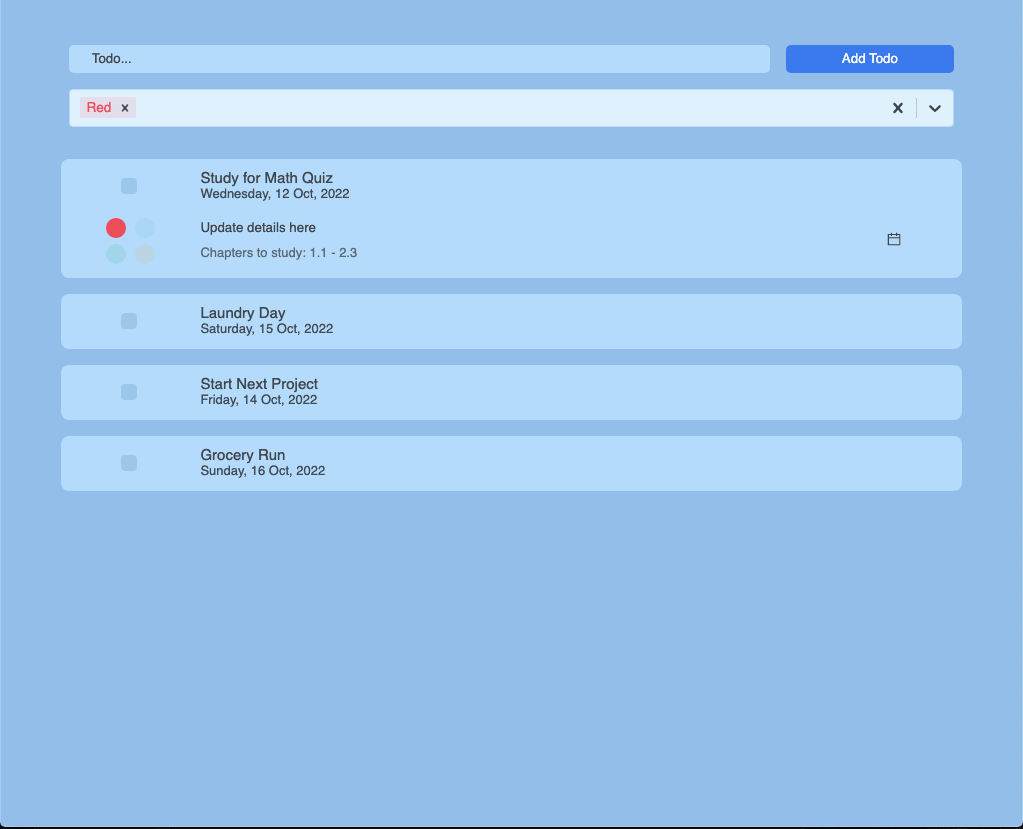 Todo...
Add Todo
Red
Study for Math Quiz
Wednesday, 12 Oct, 2022
Update details here
Chapters to study: 1.1 - 2.3
Laundry Day
Saturday, 15 Oct, 2022
Start Next Project
Friday, 14 Oct, 2022
Grocery Run
Sunday, 16 Oct, 2022